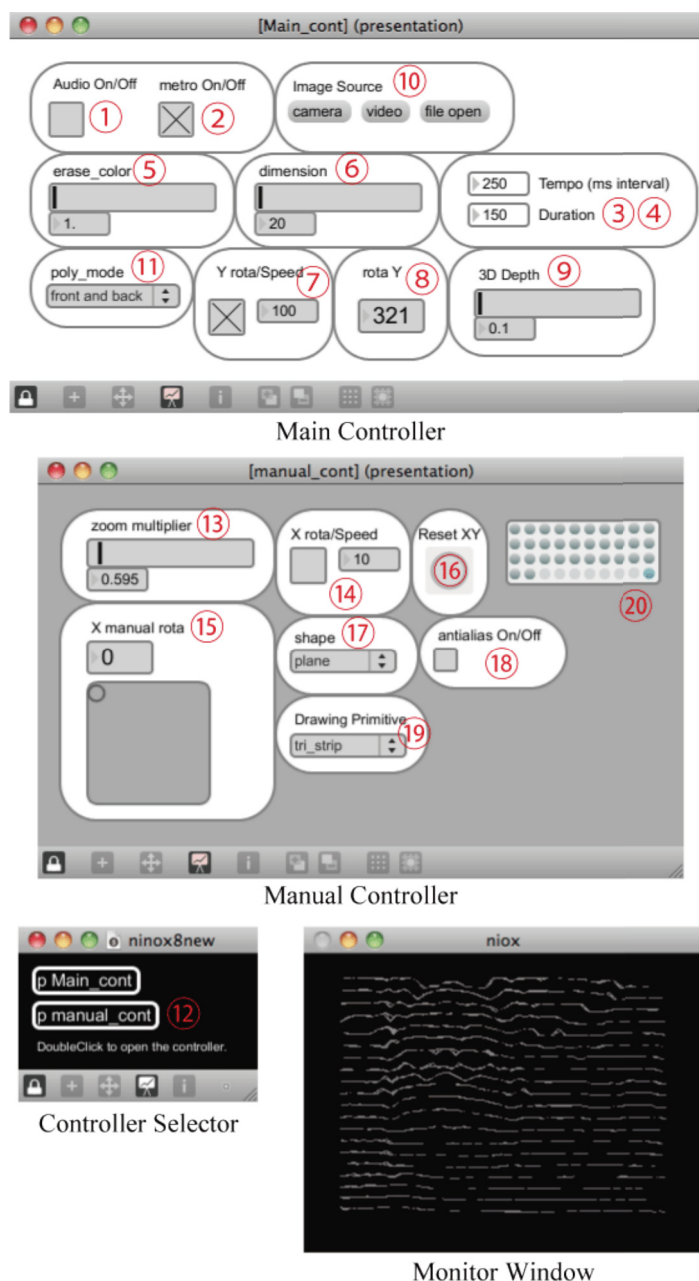 [Main_cont] (presentation)
Audio On/Off ① metro On/Off ② Image Source ⑩
camera video file open
erase_color ⑤ dimension ⑥
1. 20
250 Tempo (ms interval)
150 Duration ③ ④
poly_mode ⑪ Y rota/Speed ⑦ rota Y ⑧ 3D Depth ⑨
front and back 100 321 0.1
Main Controller
[manual_cont] (presentation)
zoom multiplier ⑬ X rota/Speed ⑭ Reset XY ⑯
0.595 10 ⑳
X manual rota ⑮ shape ⑰ antialias On/Off ⑱
0 plane
Drawing Primitive ⑲
tri_strip
Manual Controller
ninox8new
p Main_cont
p manual_cont ⑫
DoubleClick to open the controller.
Controller Selector
niox
Monitor Window